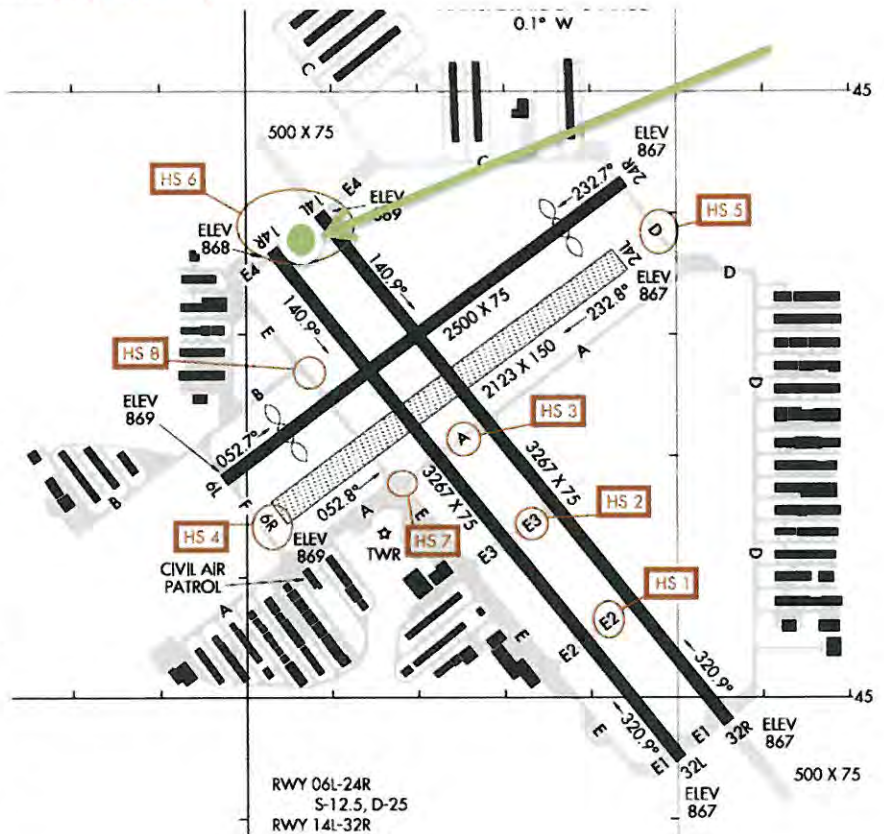 0.1° W
45
C
500 X 75
C
ELEV
867
24R
HS 6
E4
14L
ELEV
869
232.7°
HS 5
D
ELEV
868
14R
E4
24L
ELEV
867
D
140.9°
140.9°
2500 X 75
232.8°
E
HS 8
2123 X 150
A
B
D
D
ELEV
869
052.7°
HS 3
A
3267 X 75
3267 X 75
6L
F
052.8°
B
6R
HS 4
A
E
HS 7
HS 2
E3
ELEV
869
TWR
E3
D
CIVIL AIR
PATROL
HS 1
E2
A
E
E2
320.9°
45
E
320.9°
E1
32R
ELEV
867
E1
32L
ELEV
867
500 X 75
RWY 06L-24R
S-12.5, D-25
RWY 14L-32R